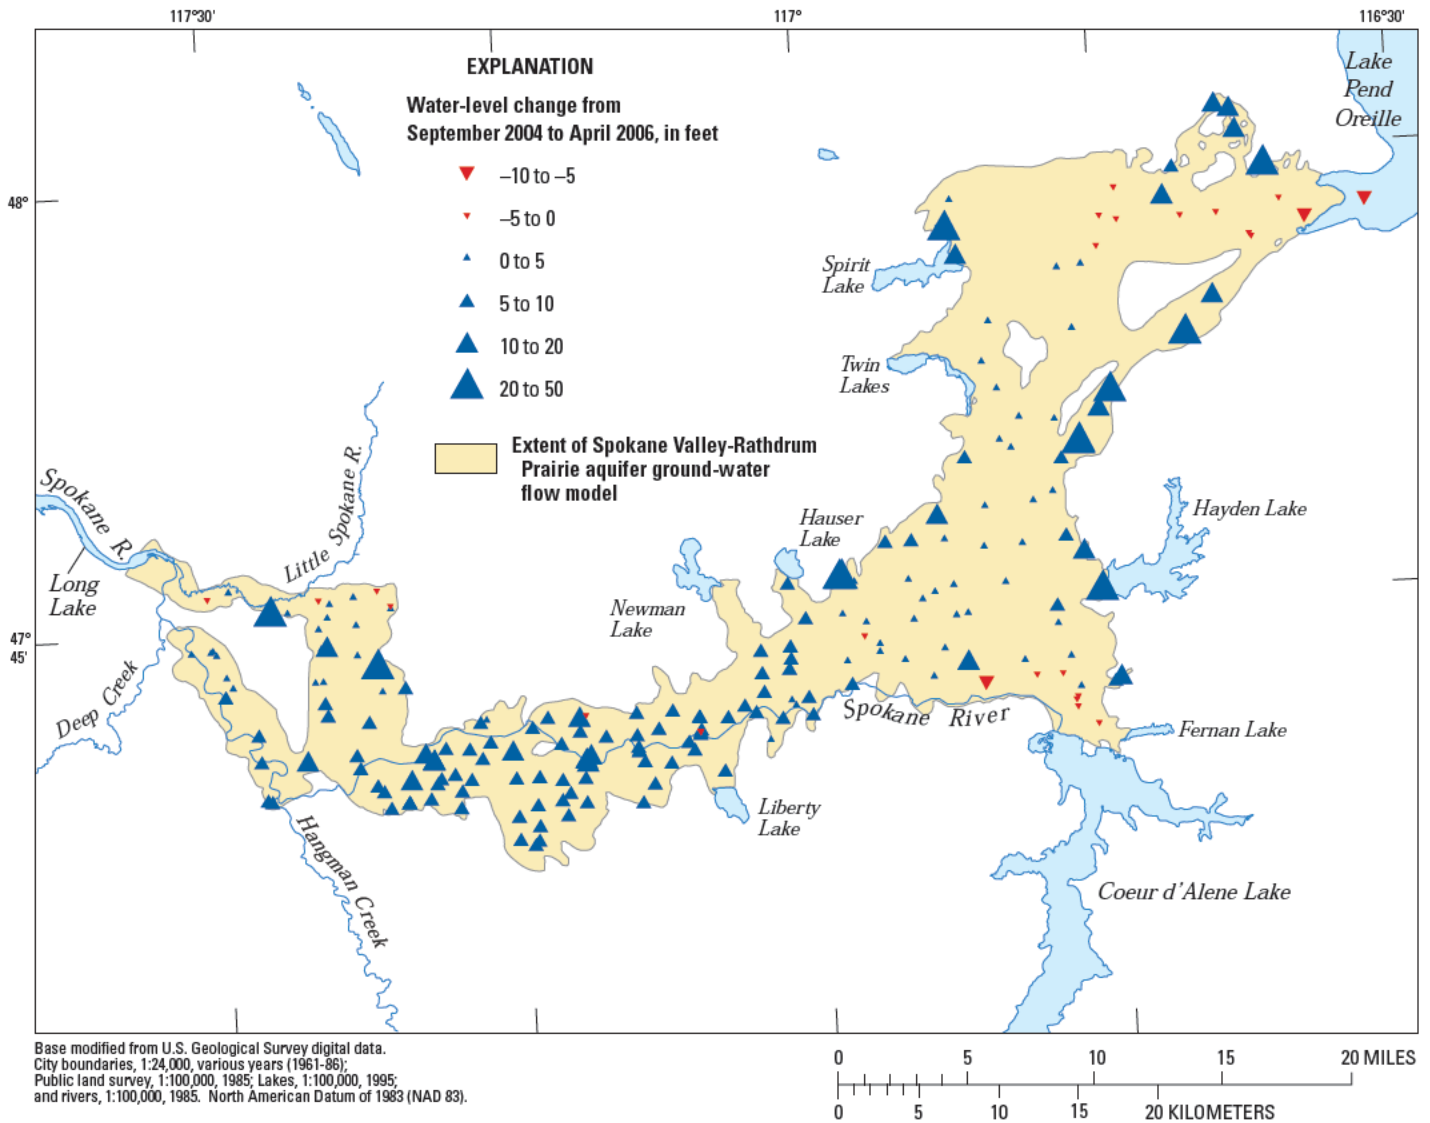 117°30'
117°
116°30'
EXPLANATION
Water-level change from
September 2004 to April 2006, in feet
–10 to –5
–5 to 0
0 to 5
5 to 10
10 to 20
20 to 50
Extent of Spokane Valley-Rathdrum
Prairie aquifer ground-water
flow model
Lake
Pend
Oreille
48°
Spirit
Lake
Twin
Lakes
Spokane R.
Little Spokane R.
Hayden Lake
Hauser
Lake
Long
Lake
Newman
Lake
47°
45'
Deep Creek
Spokane River
Fernan Lake
Liberty
Lake
Hangman Creek
Coeur d'Alene Lake
Base modified from U.S. Geological Survey digital data.
City boundaries, 1:24,000, various years (1961-86);
Public land survey, 1:100,000, 1985; Lakes, 1:100,000, 1995;
and rivers, 1:100,000, 1985. North American Datum of 1983 (NAD 83).
0 5 10 15 20 MILES
0 5 10 15 20 KILOMETERS